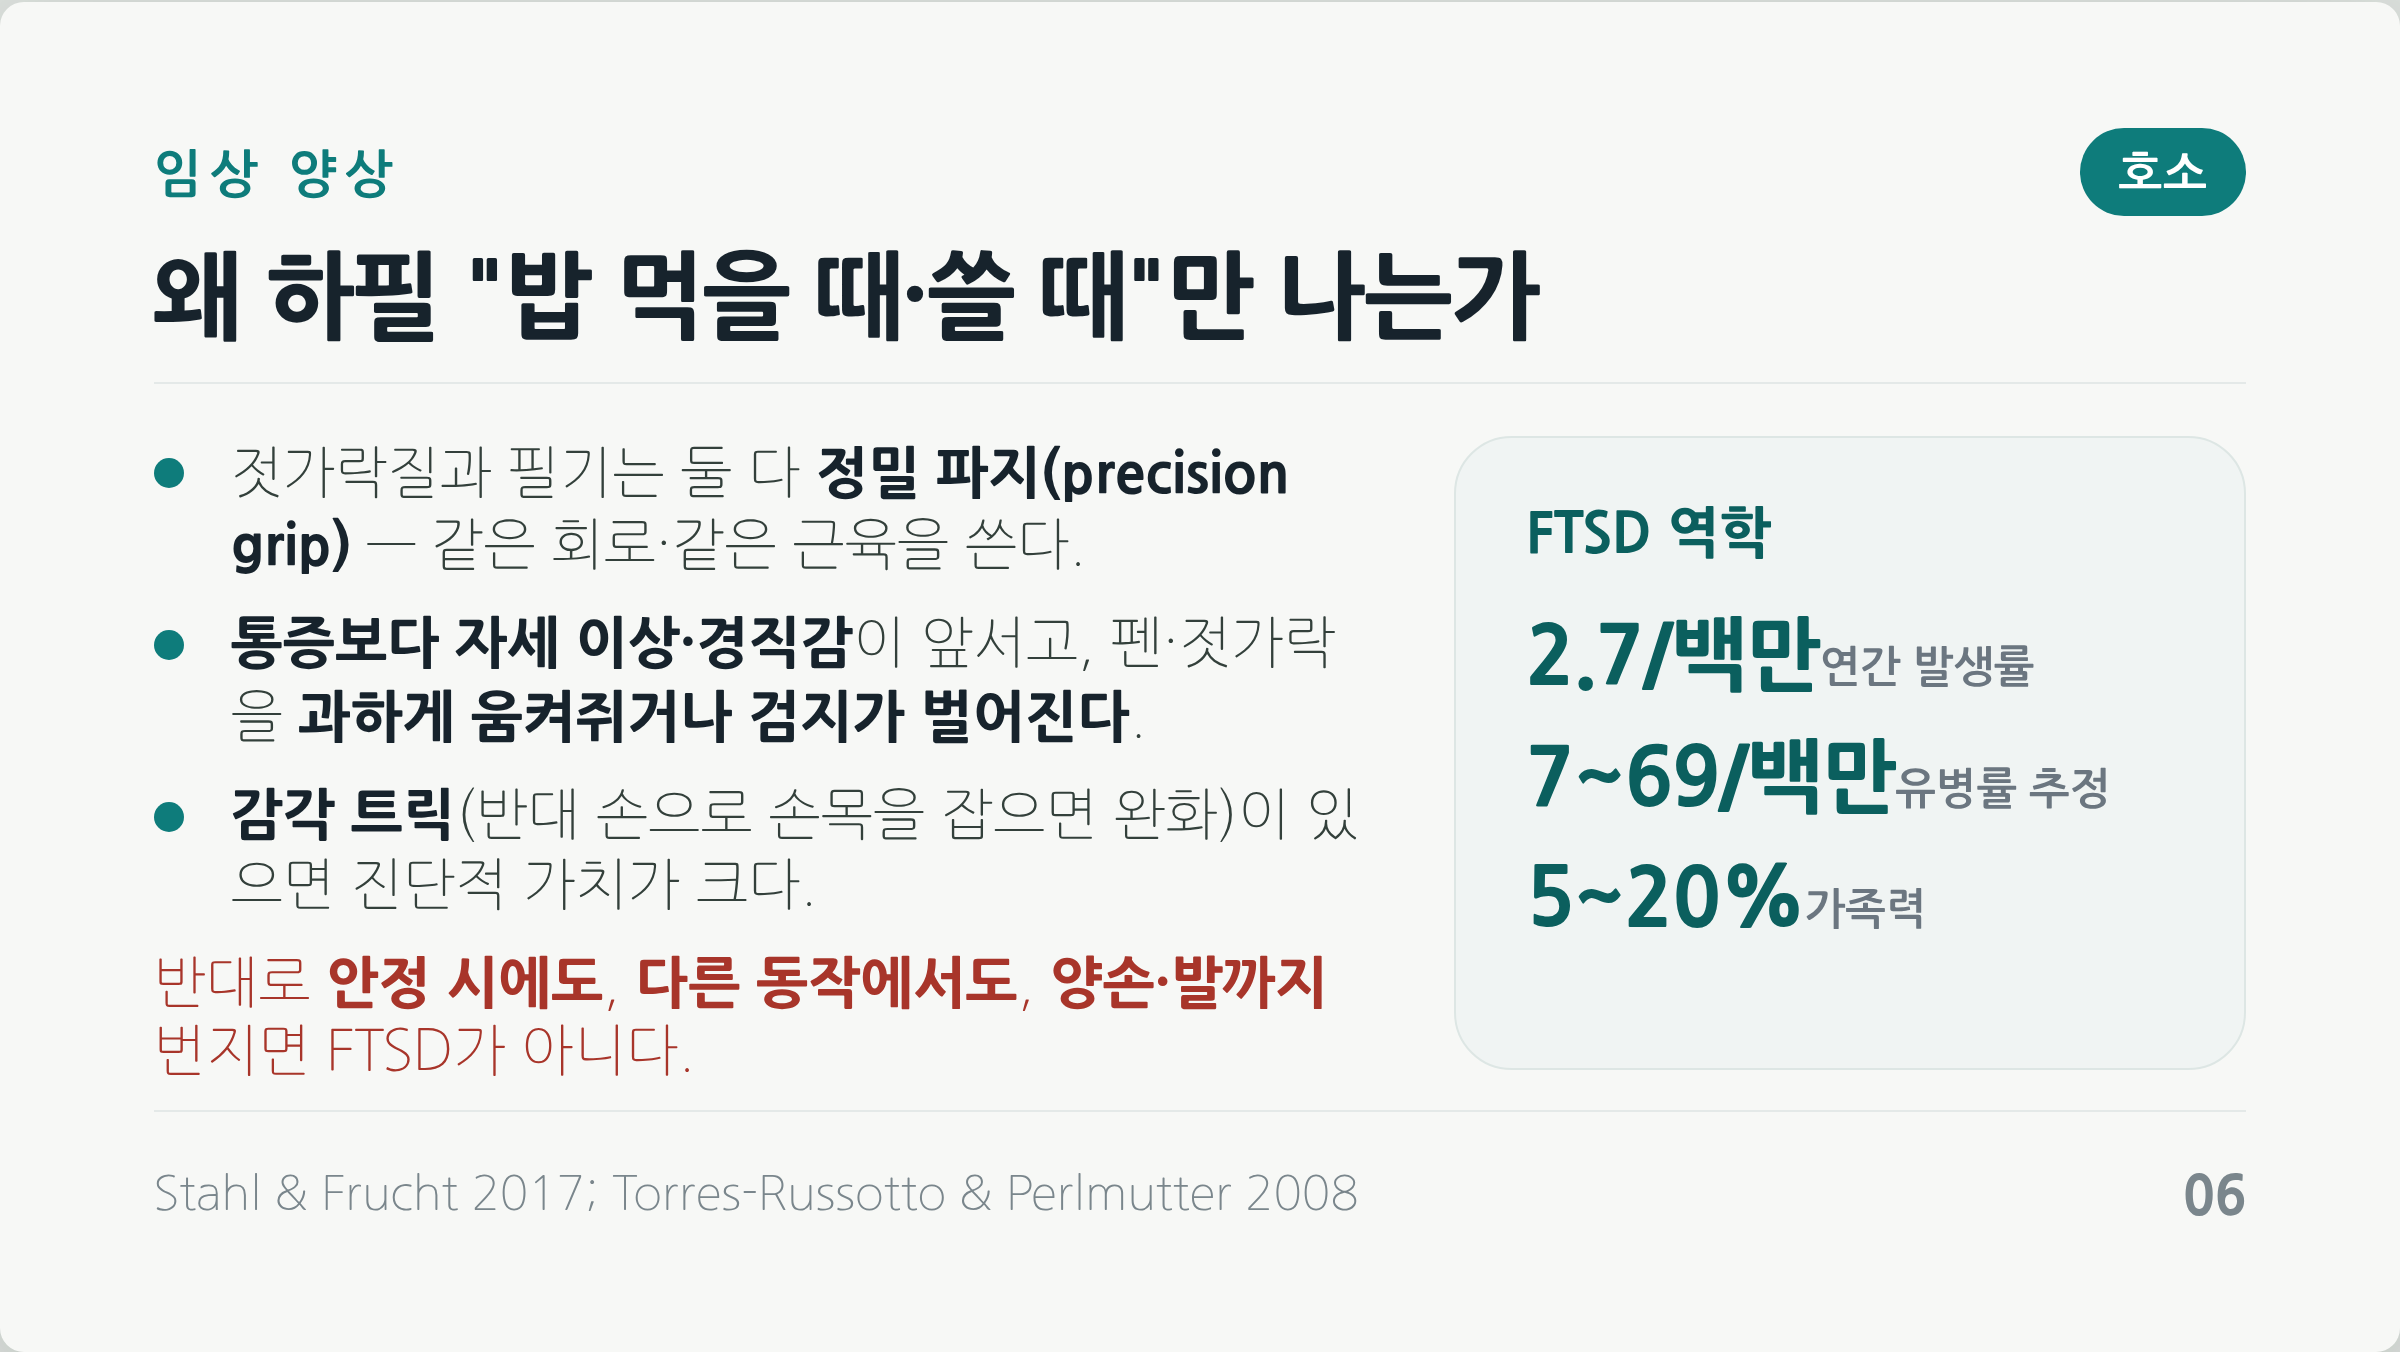 임상 양상
호소
왜 하필 "밥 먹을 때·쓸 때"만 나는가
젓가락질과 필기는 둘 다 정밀 파지(precision
grip) — 같은 회로·같은 근육을 쓴다.
통증보다 자세 이상·경직감이 앞서고, 펜·젓가락
을 과하게 움켜쥐거나 검지가 벌어진다.
감각 트릭(반대 손으로 손목을 잡으면 완화)이 있
으면 진단적 가치가 크다.
반대로 안정 시에도, 다른 동작에서도, 양손·발까지
번지면 FTSD가 아니다.
FTSD 역학
2.7/백만연간 발생률
7~69/백만유병률 추정
5~20%가족력
Stahl & Frucht 2017; Torres-Russotto & Perlmutter 2008
06